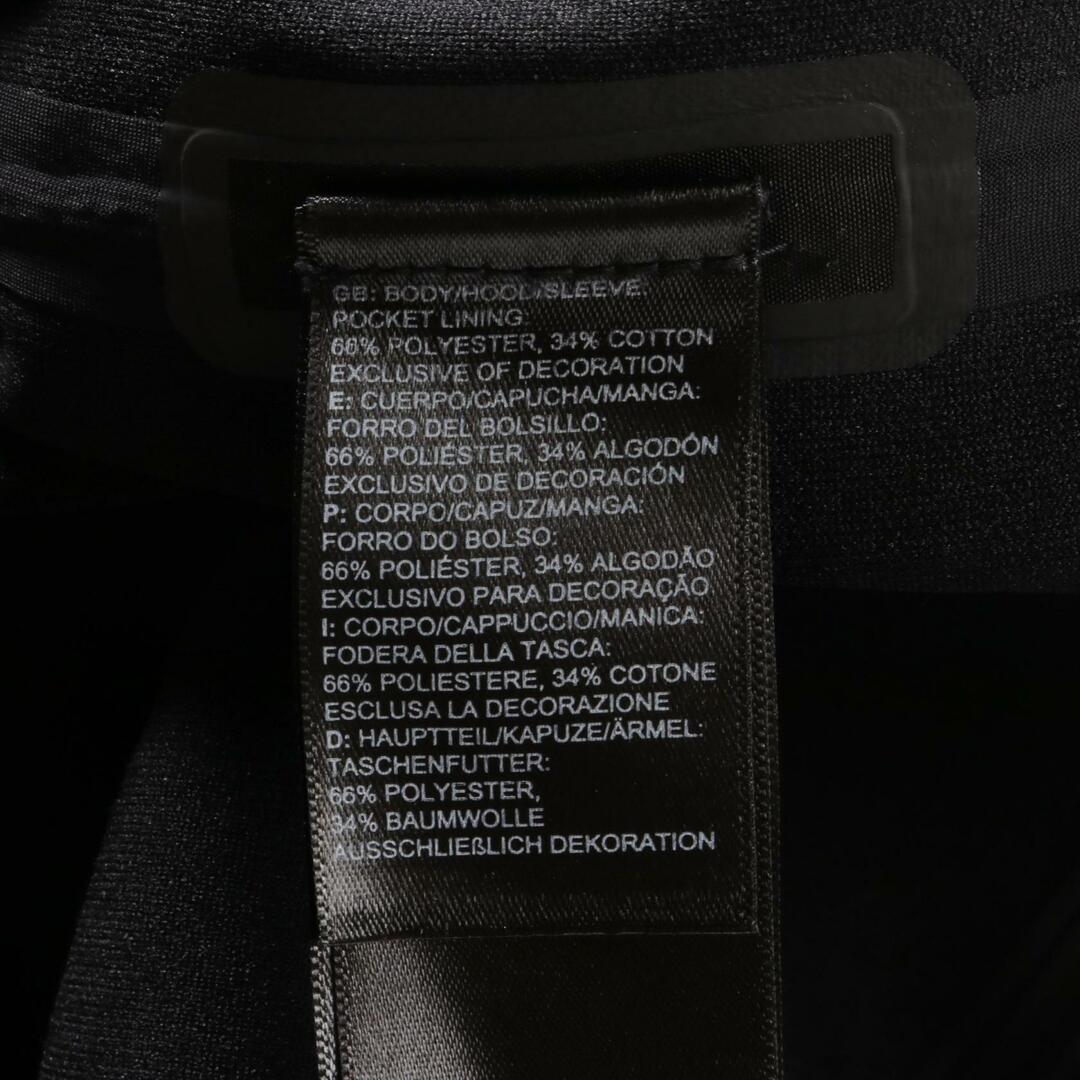 GB: BODY/HOOD/SLEEVE:
POCKET LINING
66% POLYESTER, 34% COTTON
EXCLUSIVE OF DECORATION
E: CUERPO/CAPUCHA/MANGA:
FORRO DEL BOLSILLO:
66% POLIÉSTER, 34% ALGODÓN
EXCLUSIVO DE DECORACIÓN
P: CORPO/CAPUZ/MANGA:
FORRO DO BOLSO:
66% POLIÉSTER, 34% ALGODÃO
EXCLUSIVO PARA DECORAÇÃO
I: CORPO/CAPPUCCIO/MANICA:
FODERA DELLA TASCA:
66% POLIESTERE, 34% COTONE
ESCLUSA LA DECORAZIONE
D: HAUPTTEIL/KAPUZE/ÄRMEL:
TASCHENFUTTER:
66% POLYESTER,
34% BAUMWOLLE
AUSSCHLIEßLICH DEKORATION